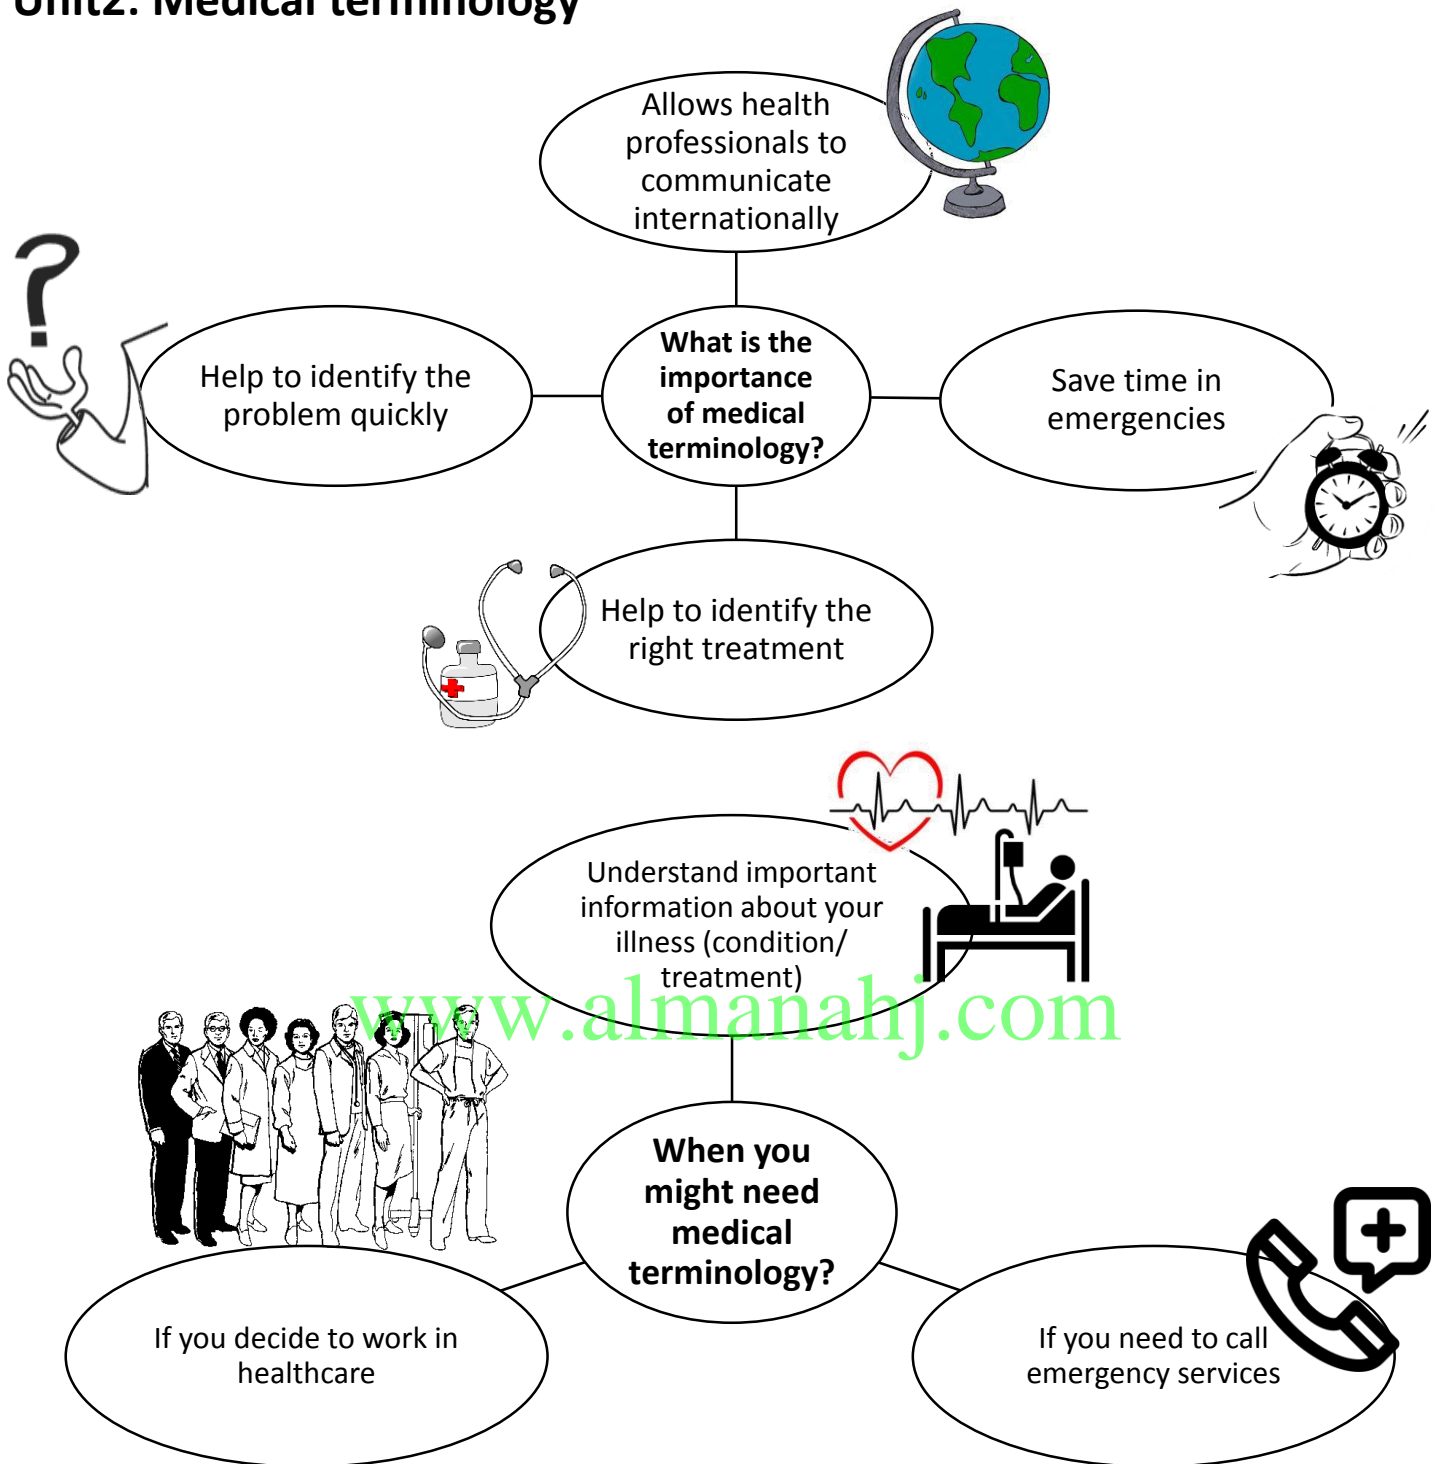 Unit2: Medical terminology
Allows health
professionals to
communicate
internationally
Help to identify the
problem quickly
What is the
importance
of medical
terminology?
Save time in
emergencies
Help to identify the
right treatment
Understand important
information about your
illness (condition/
treatment)
www.almanahj.com
When you
might need
medical
terminology?
If you decide to work in
healthcare
If you need to call
emergency services